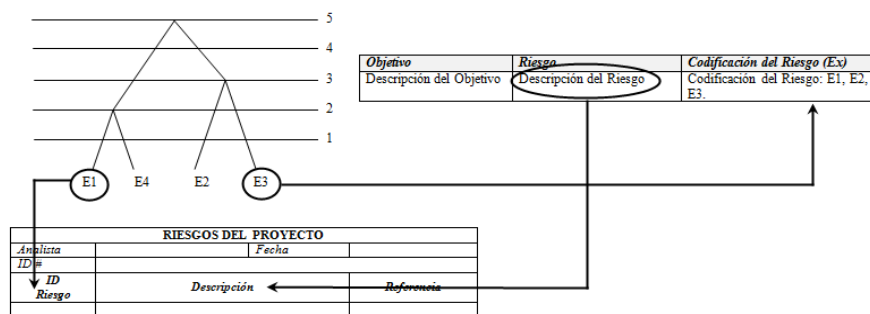 5
4
3
2
1
E1 E4 E2 E3
Objetivo Riesgo Codificación del Riesgo (Ex)
Descripción del Objetivo Descripción del Riesgo Codificación del Riesgo: E1, E2,
E3.
RIESGOS DEL PROYECTO
Analista Fecha
ID #
ID
Riesgo Descripción Referencia